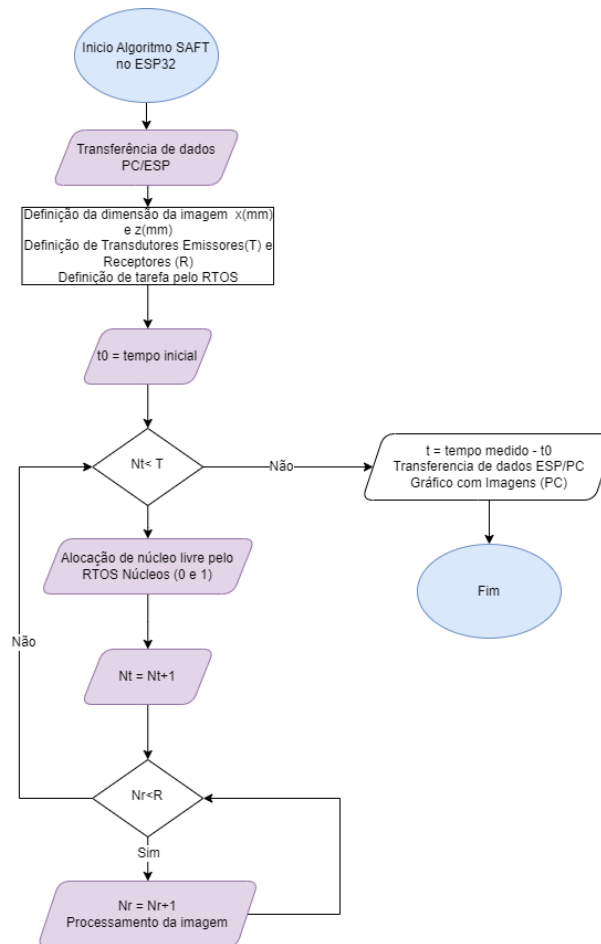 Inicio Algoritmo SAFT
no ESP32
Transferência de dados
PC/ESP
Definição da dimensão da imagem x(mm)
e z(mm)
Definição de Transdutores Emissores(T) e
Receptores (R)
Definição de tarefa pelo RTOS
t0 = tempo inicial
Nt< T
Não
t = tempo medido - t0
Transferencia de dados ESP/PC
Gráfico com Imagens (PC)
Alocação de núcleo livre pelo
RTOS Núcleos (0 e 1)
Fim
Não
Nt = Nt+1
Nr<R
Sim
Nr = Nr+1
Processamento da imagem